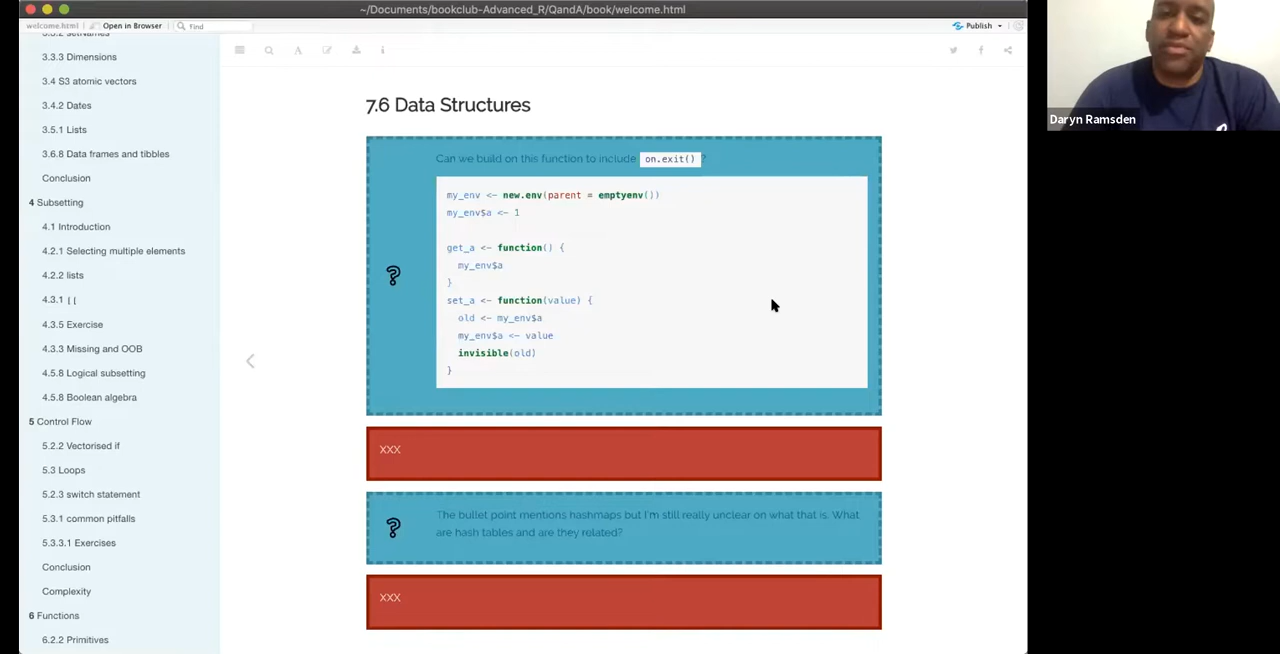 ~/Documents/bookclub-Advanced_R/QandA/book/welcome.html
welcome.html
Open in Browser
Find
Publish
3.3.2 setNames
3.3.3 Dimensions
3.4 S3 atomic vectors
3.4.2 Dates
3.5.1 Lists
3.6.8 Data frames and tibbles
Conclusion
4 Subsetting
4.1 Introduction
4.2.1 Selecting multiple elements
4.2.2 lists
4.3.1 [[
4.3.5 Exercise
4.3.3 Missing and OOB
4.5.8 Logical subsetting
4.5.8 Boolean algebra
5 Control Flow
5.2.2 Vectorised if
5.3 Loops
5.2.3 switch statement
5.3.1 common pitfalls
5.3.3.1 Exercises
Conclusion
Complexity
6 Functions
6.2.2 Primitives
7.6 Data Structures
Can we build on this function to include on.exit() ?
my_env <- new.env(parent = emptyenv())
my_env$a <- 1
get_a <- function() {
my_env$a
}
set_a <- function(value) {
old <- my_env$a
my_env$a <- value
invisible(old)
}
XXX
The bullet point mentions hashmaps but I'm still really unclear on what that is. What
are hash tables and are they related?
XXX
Daryn Ramsden